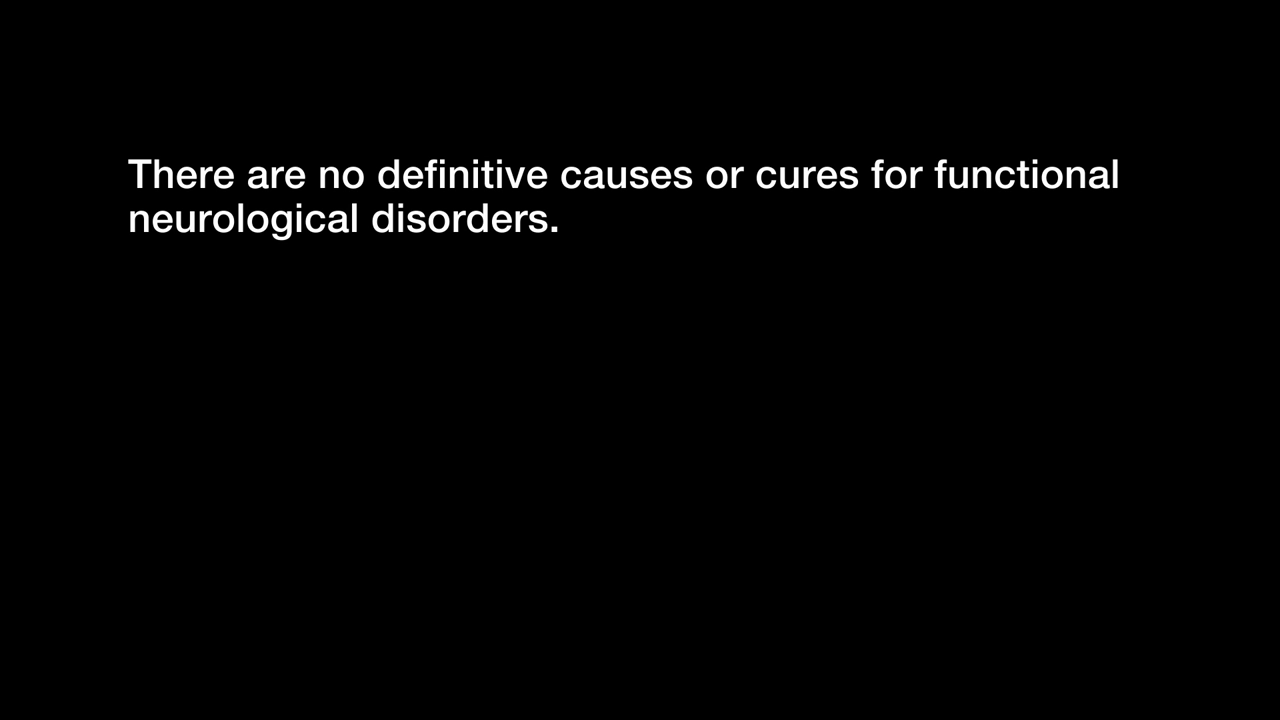 There are no definitive causes or cures for functional
neurological disorders.